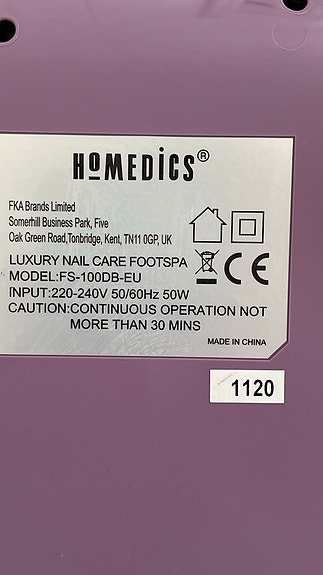 HOMEDICS®
FKA Brands Limited
Somerhill Business Park, Five
Oak Green Road,Tonbridge, Kent, TN11 0GP, UK
LUXURY NAIL CARE FOOTSPA
MODEL:FS-100DB-EU
INPUT:220-240V 50/60Hz 50W
CE
CAUTION:CONTINUOUS OPERATION NOT
MORE THAN 30 MINS
MADE IN CHINA
1120